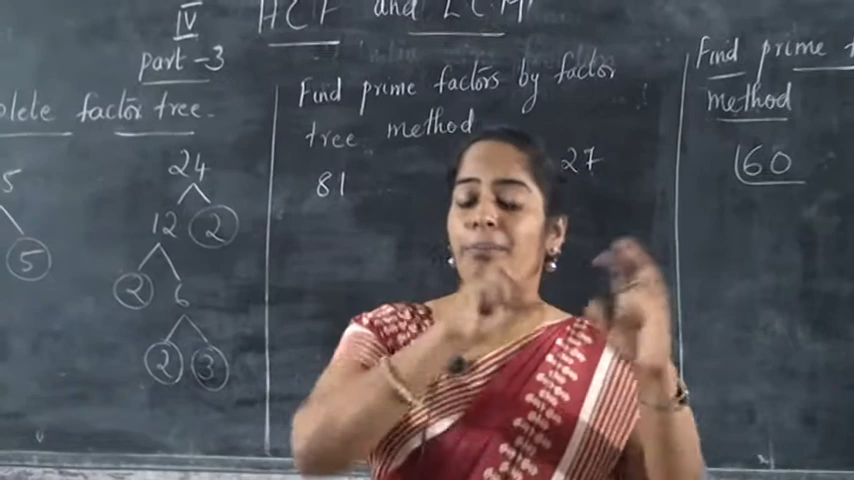 IV
HCF and LCM
Part - 3
factor tree.
5
5
24
12 2
2 6
2 3
Find prime factors by factor
tree method
81 27
Find prime
method
60